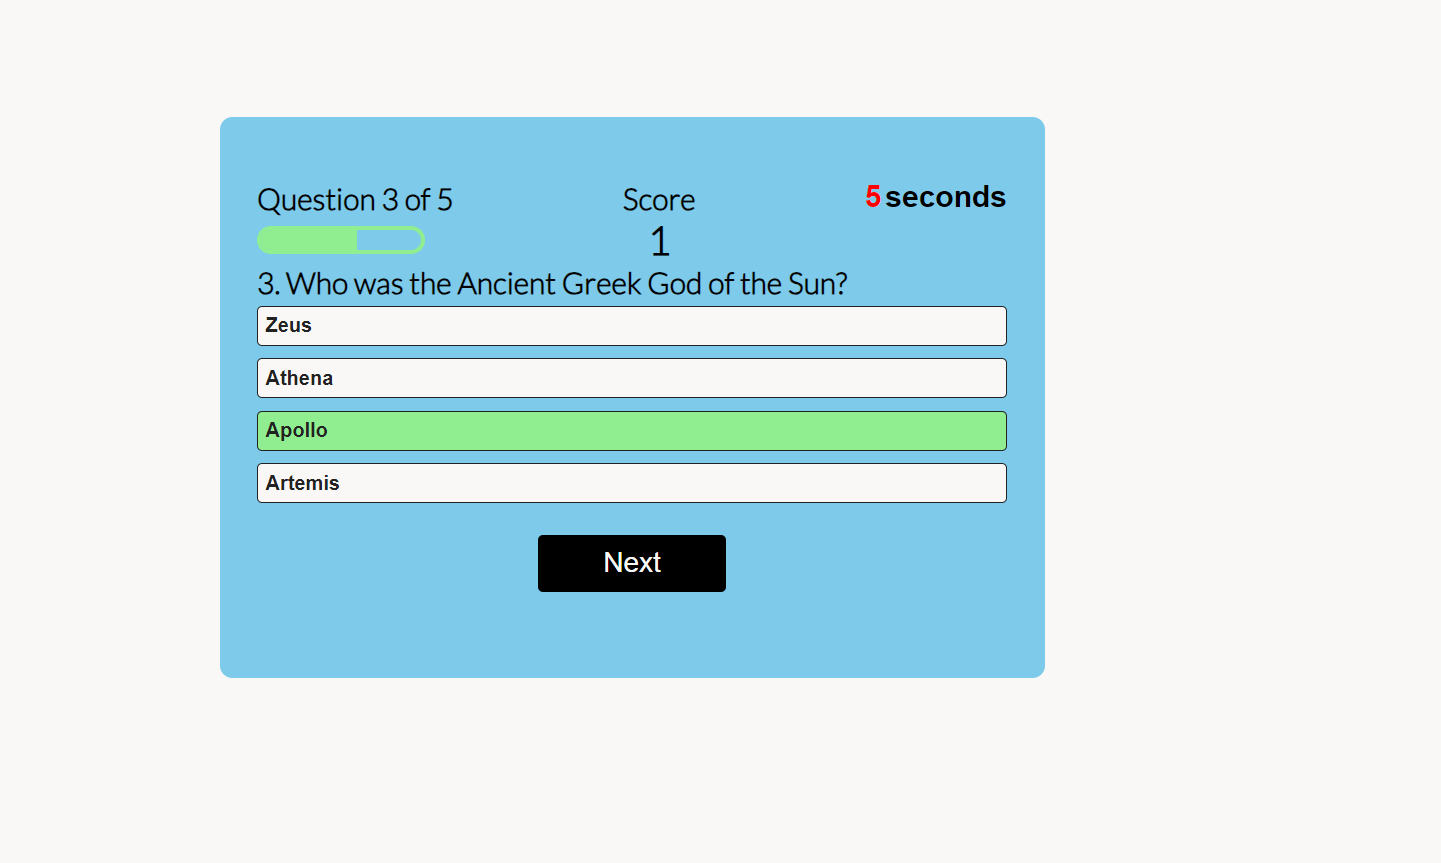 Question 3 of 5
Score
5 seconds
1
3. Who was the Ancient Greek God of the Sun?
Zeus
Athena
Apollo
Artemis
Next